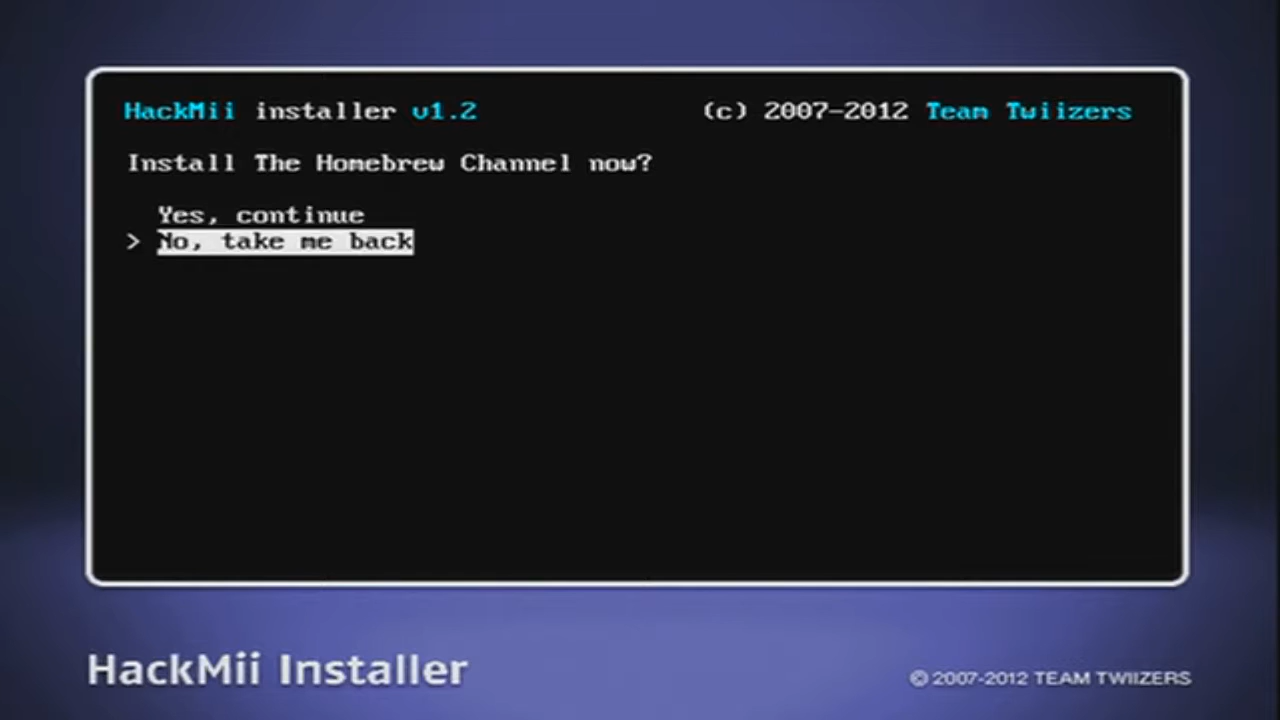 HackMii installer v1.2 (c) 2007-2012 Team Twiizers
Install The Homebrew Channel now?
Yes, continue
> No, take me back
HackMii Installer
© 2007-2012 TEAM TWIIZERS